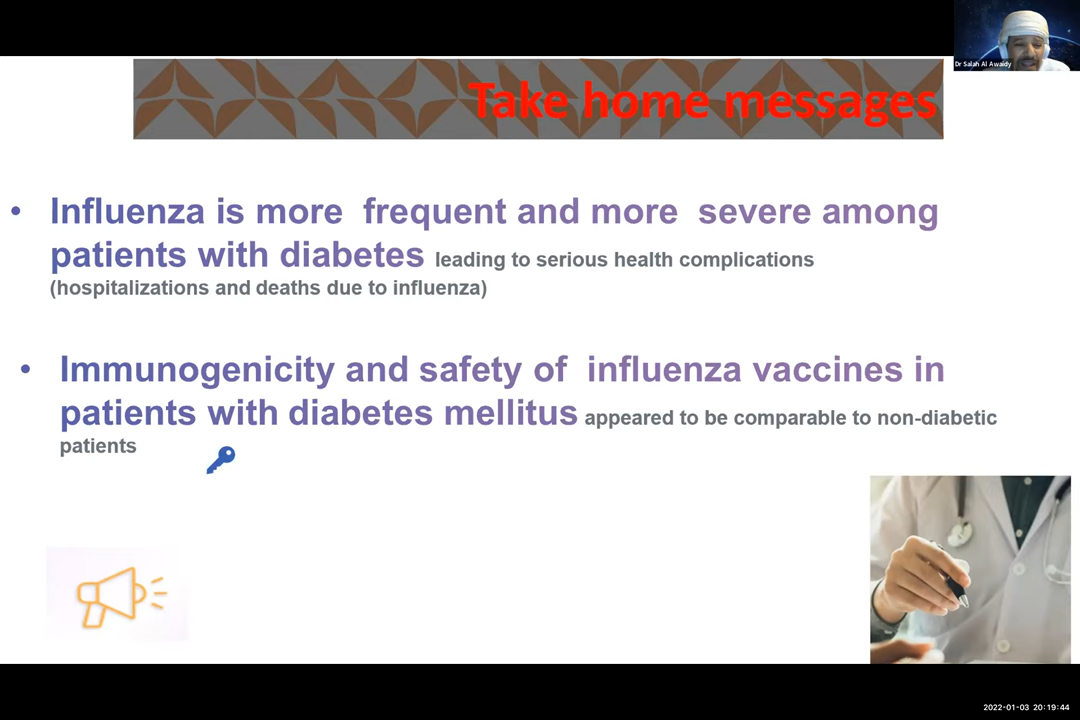 Dr Salah Al Awaidy
Take home messages
• Influenza is more frequent and more severe among
patients with diabetes leading to serious health complications
(hospitalizations and deaths due to influenza)
• Immunogenicity and safety of influenza vaccines in
patients with diabetes mellitus appeared to be comparable to non-diabetic
patients
2022-01-03 20:19:44